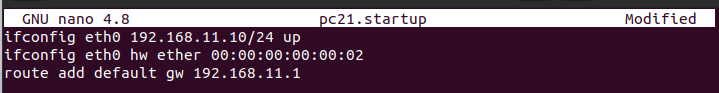 GNU nano 4.8 pc21.startup Modified
ifconfig eth0 192.168.11.10/24 up
ifconfig eth0 hw ether 00:00:00:00:00:02
route add default gw 192.168.11.1